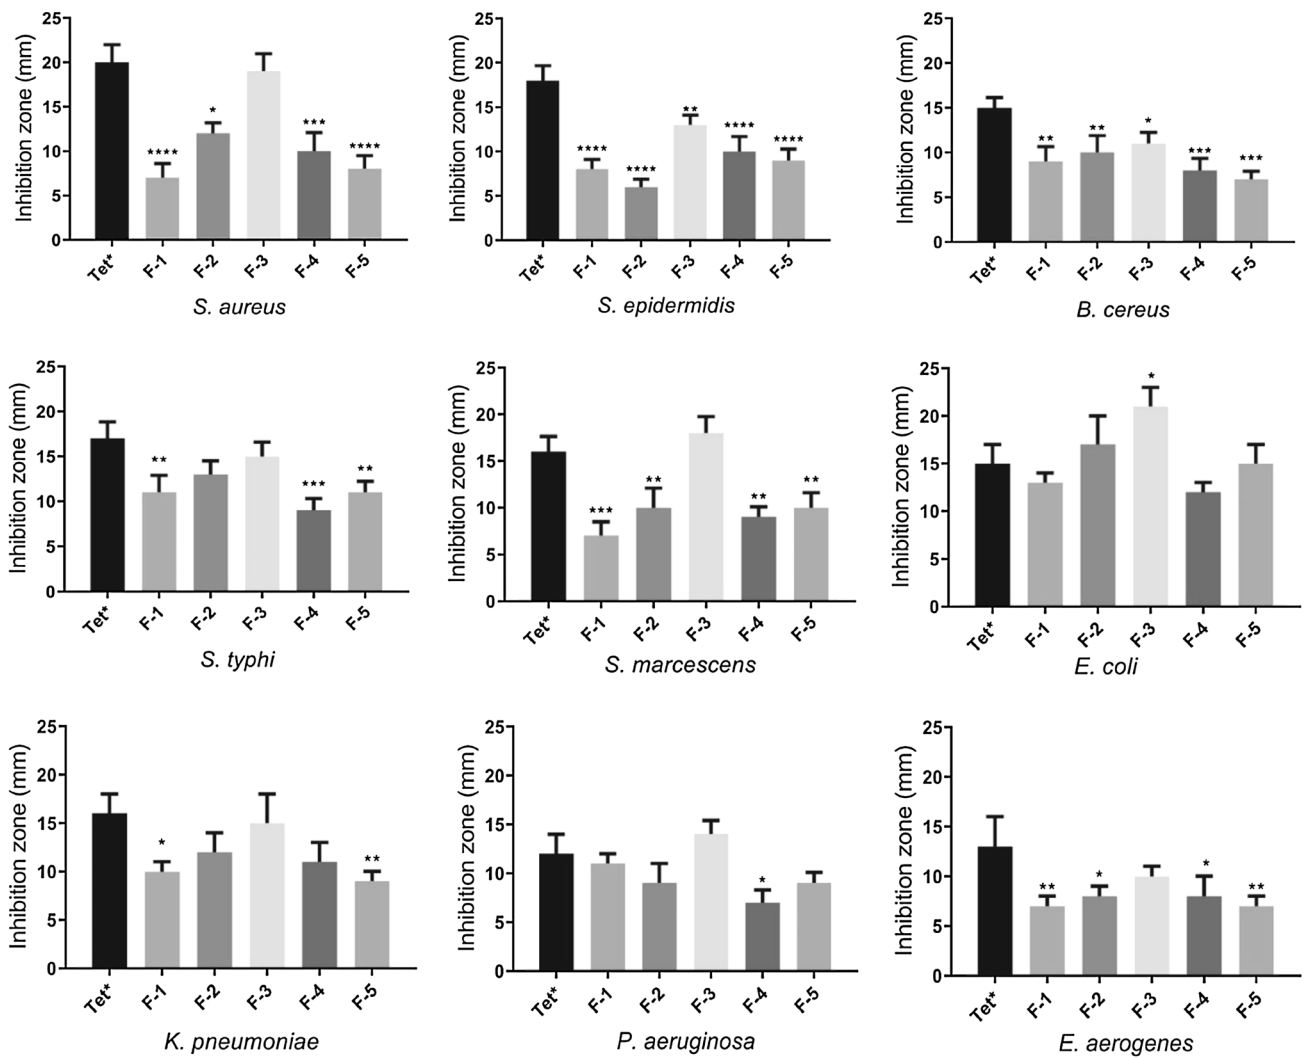 25
20
15
10
5
0
Inhibition zone (mm)
****
*
***
****
Tet*
F-1
F-2
F-3
F-4
F-5
S. aureus
25
20
15
10
5
0
Inhibition zone (mm)
****
****
**
****
****
Tet*
F-1
F-2
F-3
F-4
F-5
S. epidermidis
25
20
15
10
5
0
Inhibition zone (mm)
**
**
*
***
***
Tet*
F-1
F-2
F-3
F-4
F-5
B. cereus
25
20
15
10
5
0
Inhibition zone (mm)
**
***
**
Tet*
F-1
F-2
F-3
F-4
F-5
S. typhi
25
20
15
10
5
0
Inhibition zone (mm)
***
**
**
**
Tet*
F-1
F-2
F-3
F-4
F-5
S. marcescens
25
20
15
10
5
0
Inhibition zone (mm)
*
Tet*
F-1
F-2
F-3
F-4
F-5
E. coli
25
20
15
10
5
0
Inhibition zone (mm)
*
**
Tet*
F-1
F-2
F-3
F-4
F-5
K. pneumoniae
25
20
15
10
5
0
Inhibition zone (mm)
*
Tet*
F-1
F-2
F-3
F-4
F-5
P. aeruginosa
25
20
15
10
5
0
Inhibition zone (mm)
**
*
*
**
Tet*
F-1
F-2
F-3
F-4
F-5
E. aerogenes